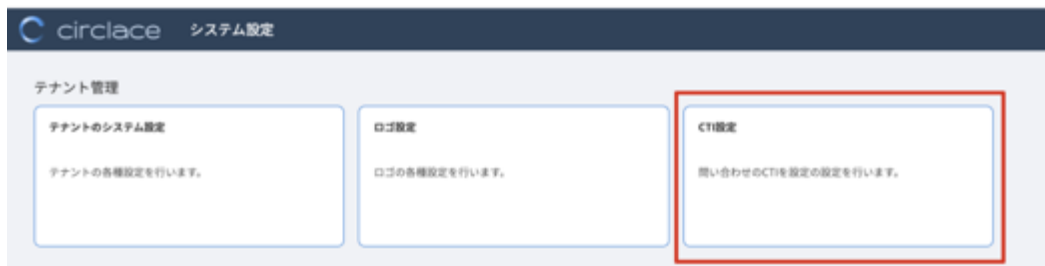 circlace システム設定
テナント管理
テナントのシステム設定
テナントの各種設定を行います。
ロゴ設定
ロゴの各種設定を行います。
CTI設定
問い合わせのCTIを設定の設定を行います。